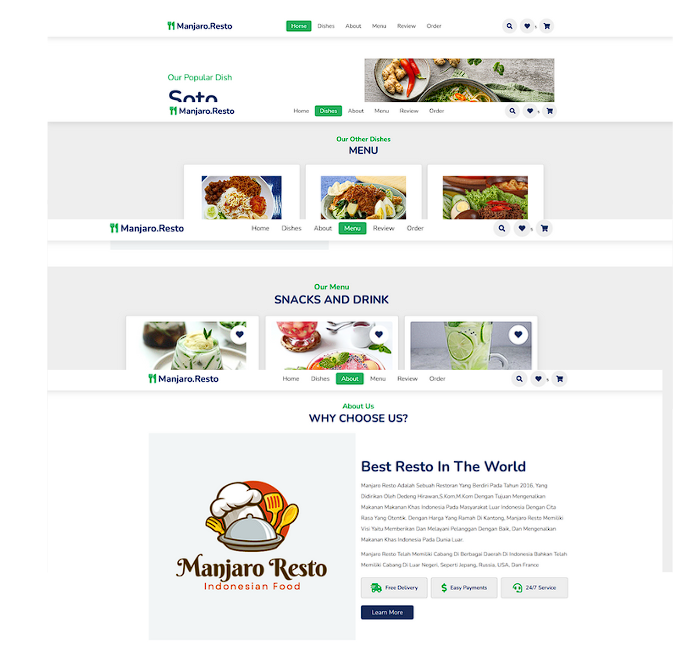 Manjaro.Resto
Home Dishes About Menu Review Order
Our Popular Dish
Soto
Manjaro.Resto
Home Dishes About Menu Review Order
Our Other Dishes
MENU
Manjaro.Resto
Home Dishes About Menu Review Order
Our Menu
SNACKS AND DRINK
Manjaro.Resto
Home Dishes About Menu Review Order
About Us
WHY CHOOSE US?
Manjaro Resto
Indonesian Food
Best Resto In The World
Manjaro Resto Adalah Sebuah Restoran Yang Berdiri Pada Tahun 2016, Yang
Didirikan Oleh Dedeng Hirawan,S.Kom,M.Kom Dengan Tujuan Mengenalkan
Makanan Makanan Khas Indonesia Pada Masyarakat Luar Indonesia Dengan Cita
Rasa Yang Otentik. Dengan Harga Yang Ramah Di Kantong, Manjaro Resto Memiliki
Visi Yaitu Memberikan Dan Melayani Pelanggan Dengan Baik, Dan Mengenalkan
Makanan Khas Indonesia Pada Dunia Luar.
Manjaro Resto Telah Memiliki Cabang Di Berbagai Daerah Di Indonesia Bahkan Telah
Memiliki Cabang Di Luar Negeri, Seperti Jepang, Russia, USA, Dan France
Free Delivery
Easy Payments
24/7 Service
Learn More